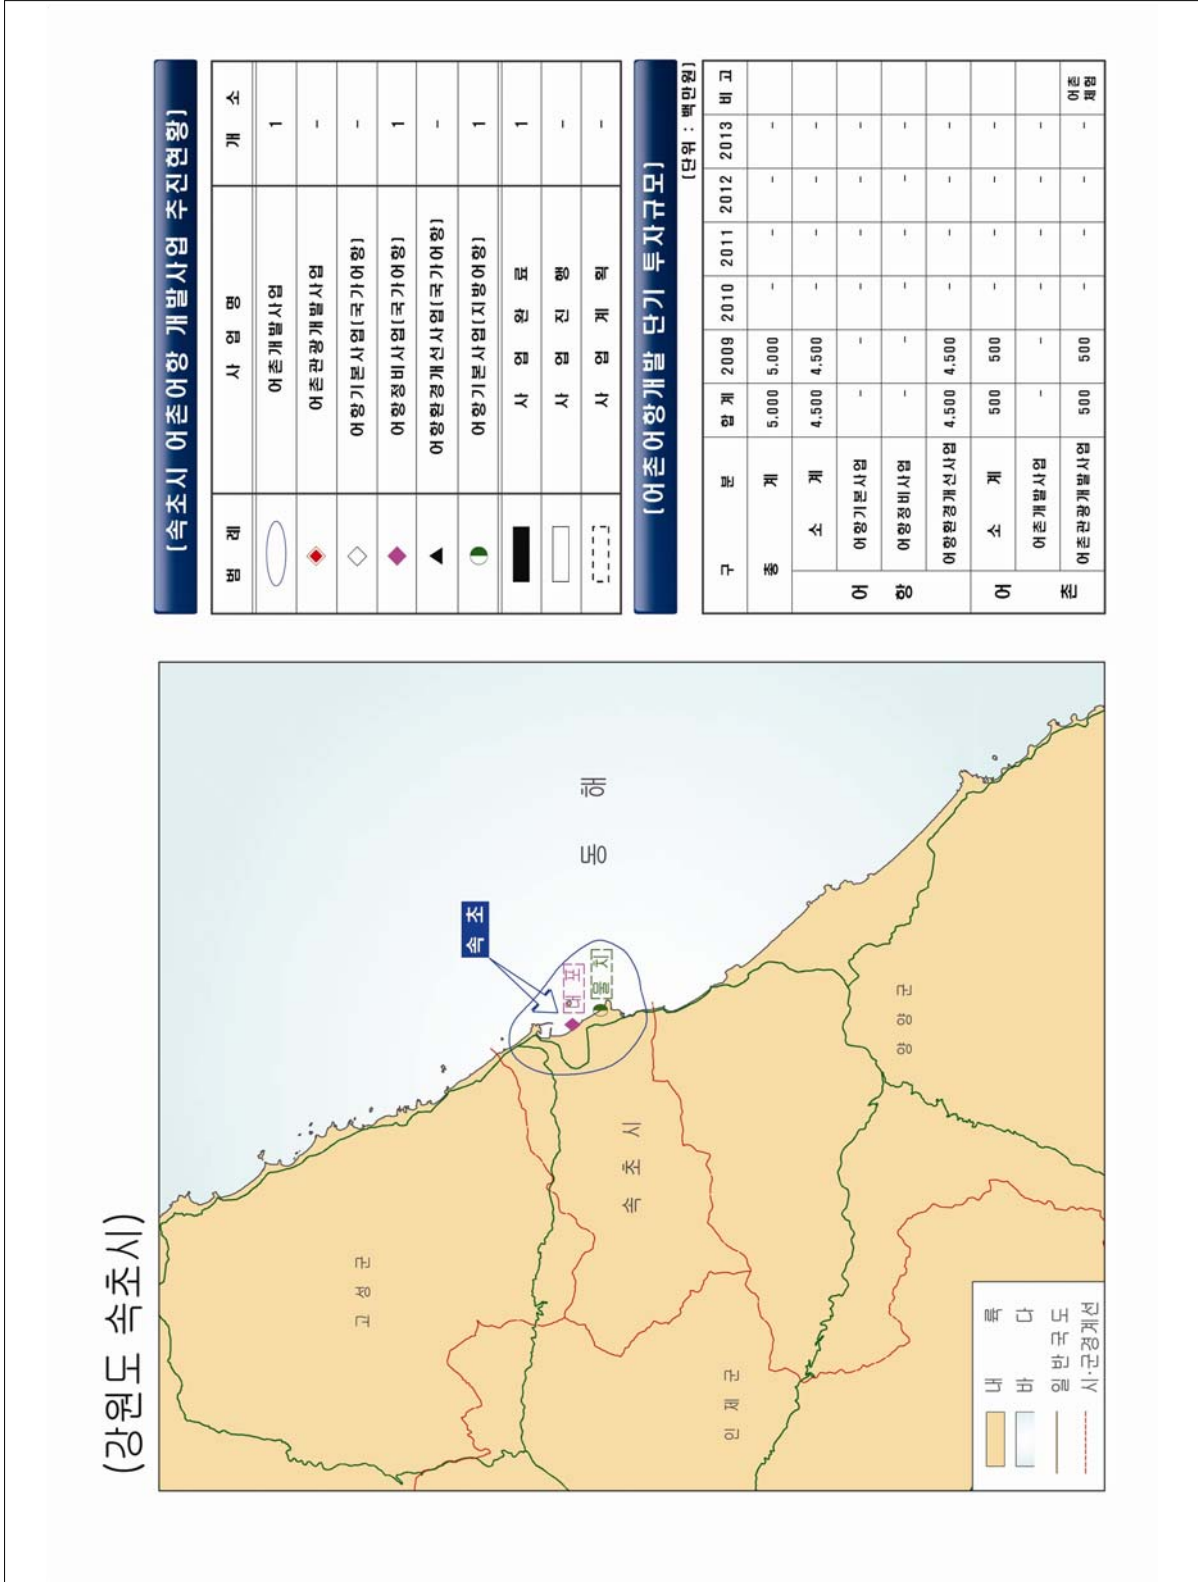 (강원도 속초시)
고 성 군
속 초 시
인 제 군
양 양 군
동 해
속 초
대 포
물 치
내 륙
바 다
일 반 국 도
시·군경계선
[속초시 어촌어항 개발사업 추진현황]
범 례 사 업 명 개 소
어촌개발사업 1
어촌관광개발사업 -
어항기본사업[국가어항] -
어항정비사업[국가어항] 1
어항환경개선사업[국가어항] -
어항기본사업[지방어항] 1
사 업 완 료 1
사 업 진 행 -
사 업 계 획 -
[어촌어항개발 단기 투자규모]
[단위 : 백만원]
구 분 합 계 2009 2010 2011 2012 2013 비 고
총 계 5.000 5.000 - - - -
어 항
소 계 4.500 4.500 - - - -
어항기본사업 - - - - - -
어항정비사업 - - - - - -
어항환경개선사업 4.500 4.500 - - - -
어 촌
소 계 500 500 - - - -
어촌개발사업 - - - - - -
어촌관광개발사업 500 500 - - - - 어촌
체험